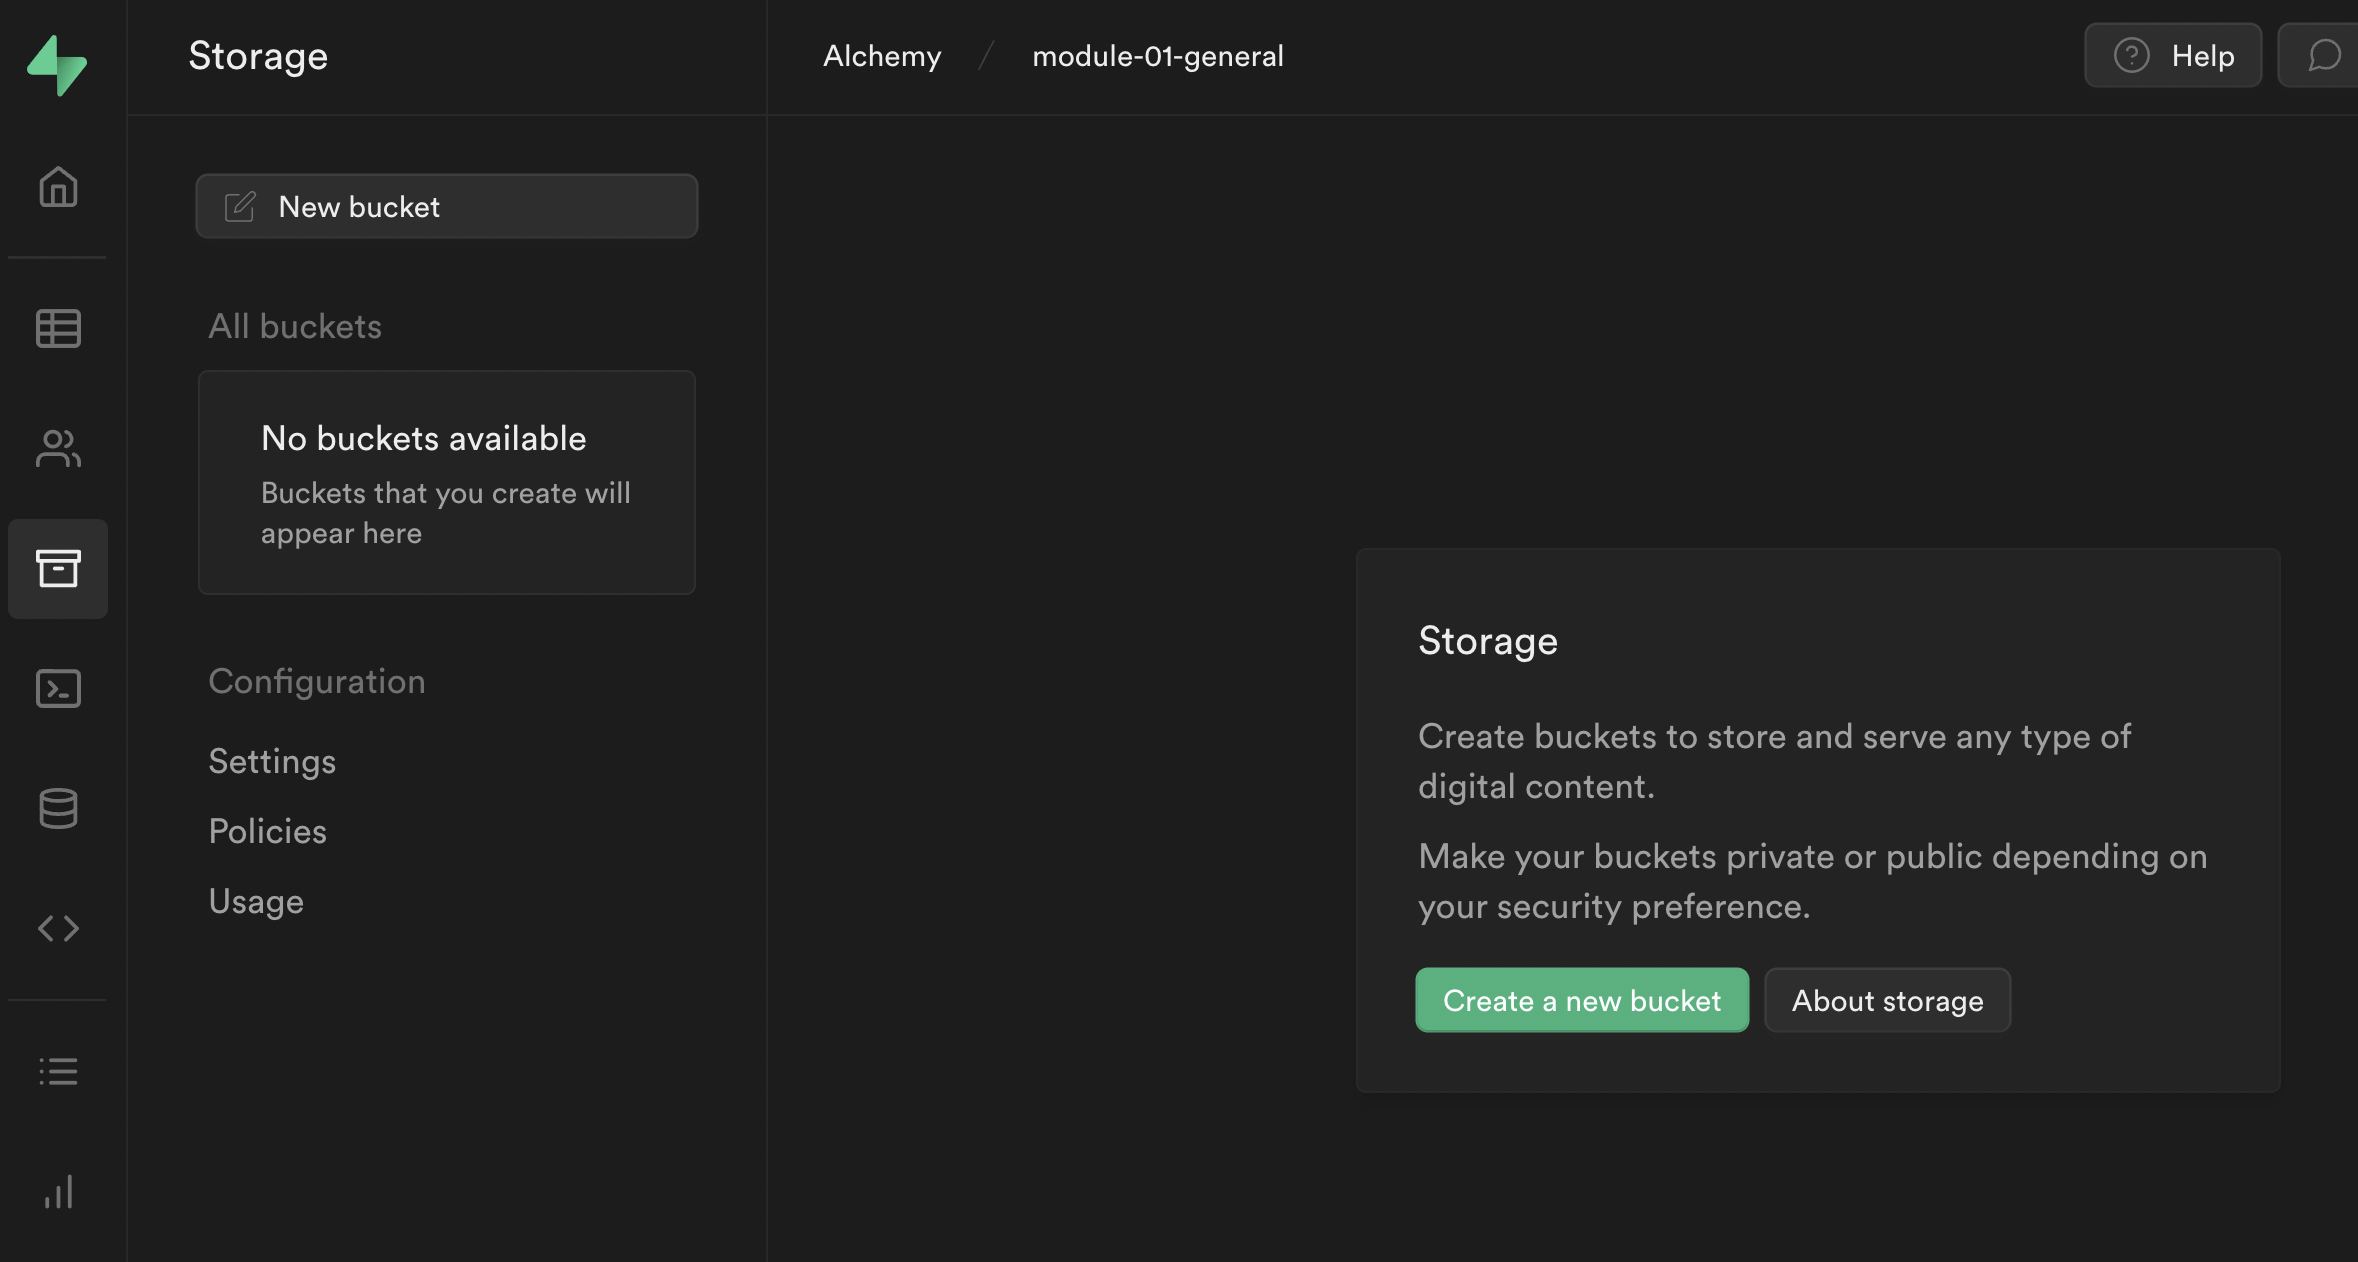 Storage
Alchemy / module-01-general
Help
New bucket
All buckets
No buckets available
Buckets that you create will
appear here
Configuration
Settings
Policies
Usage
Storage
Create buckets to store and serve any type of
digital content.
Make your buckets private or public depending on
your security preference.
Create a new bucket
About storage